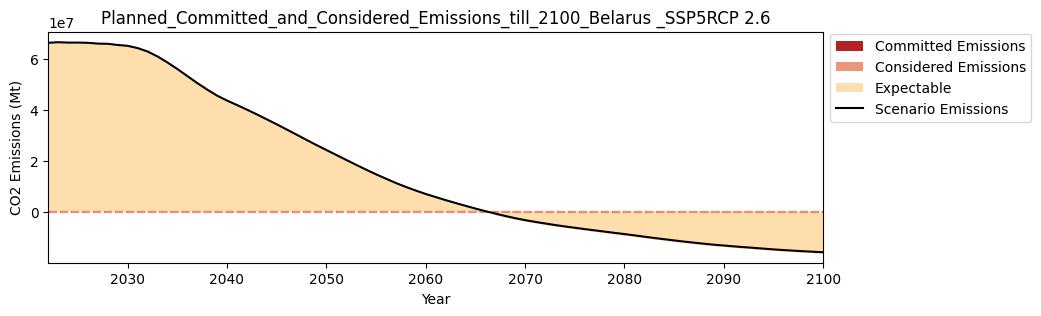 Planned_Committed_and_Considered_Emissions_till_2100_Belarus _SSP5RCP 2.6
1e7
6
4
2
0
CO2 Emissions (Mt)
2030 2040 2050 2060 2070 2080 2090 2100
Year
Committed Emissions
Considered Emissions
Expectable
Scenario Emissions